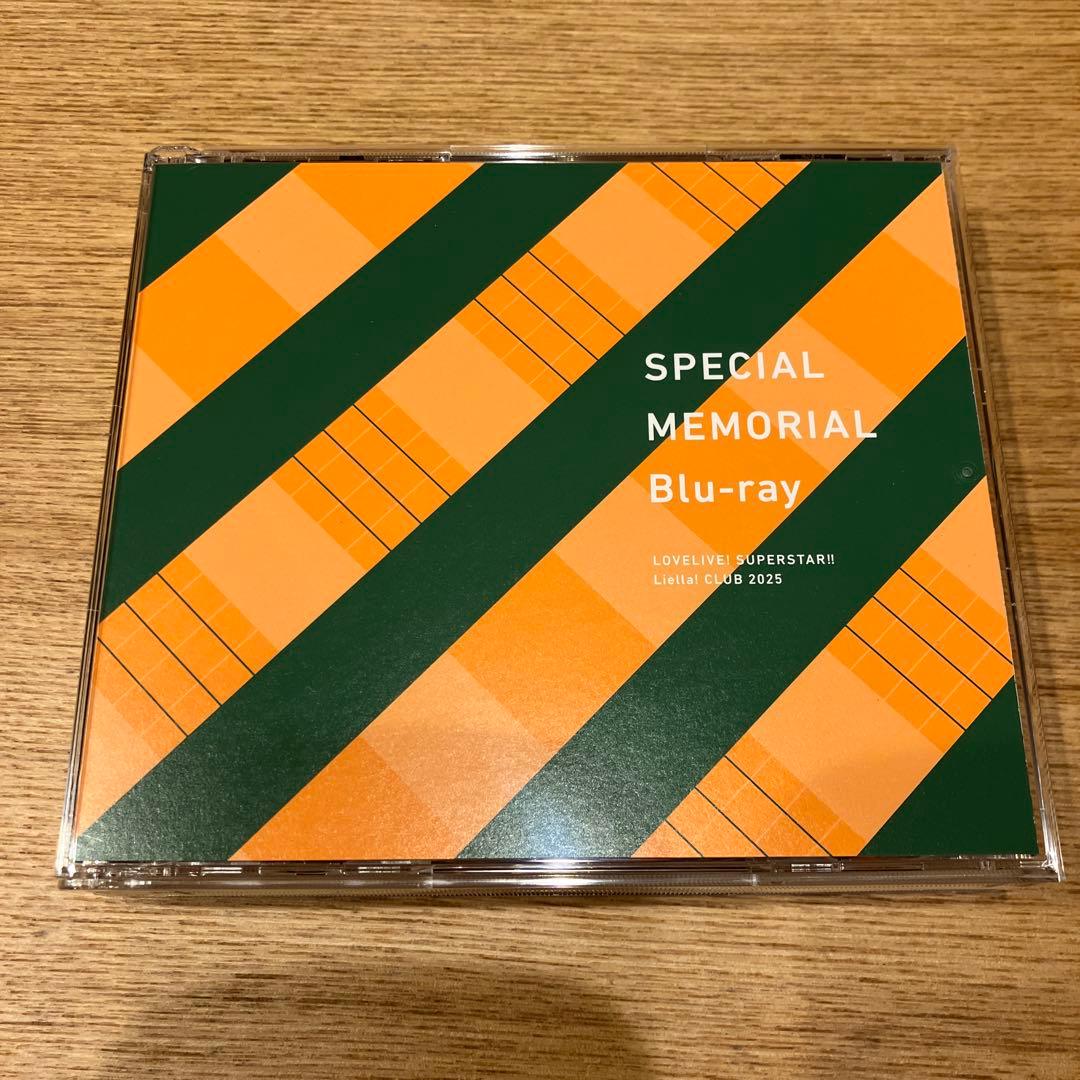 SPECIAL
MEMORIAL
Blu-ray
LOVELIVE! SUPERSTAR!!
Liella! CLUB 2025